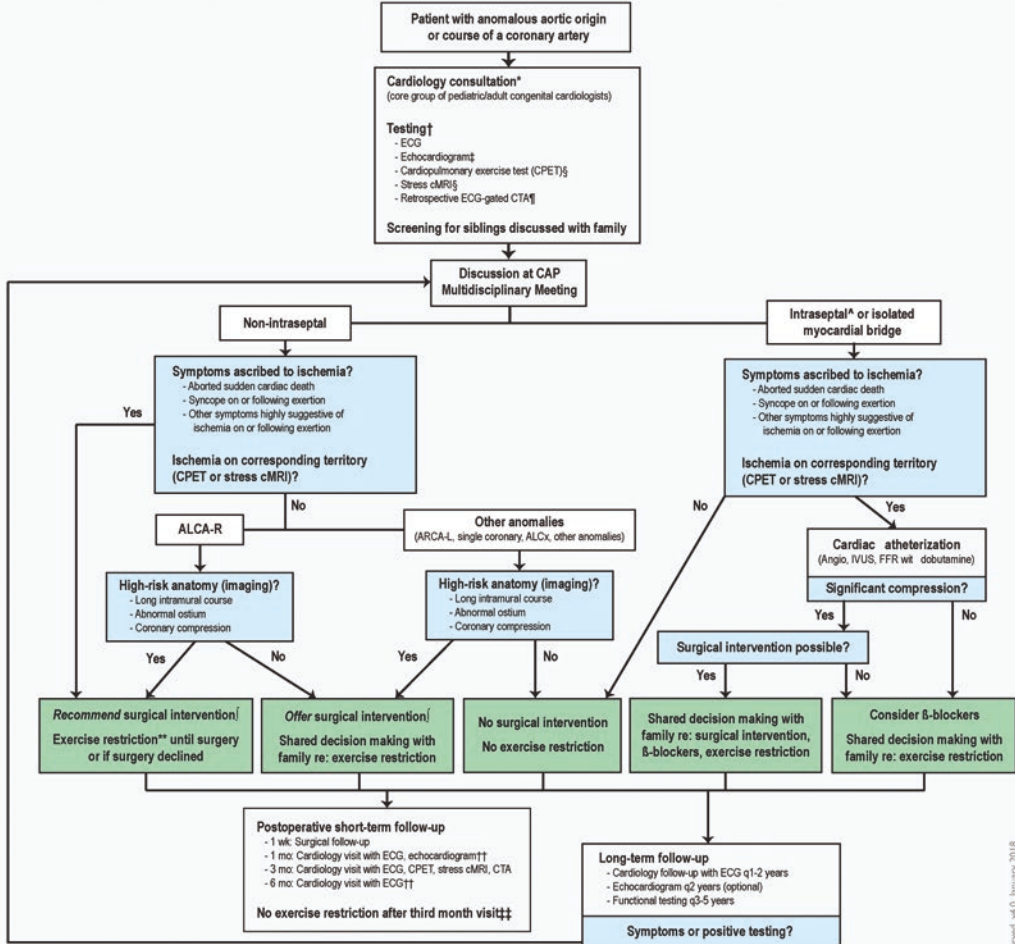 Patient with anomalous aortic origin
or course of a coronary artery
Cardiology consultation*
(core group of pediatric/adult congenital cardiologists)
Testing†
- ECG
- Echocardiogram‡
- Cardiopulmonary exercise test (CPET)§
- Stress cMRI§
- Retrospective ECG-gated CTA¶
Screening for siblings discussed with family
Discussion at CAP
Multidisciplinary Meeting
Non-intraseptal
Intraseptal^ or isolated
myocardial bridge
Symptoms ascribed to ischemia?
- Aborted sudden cardiac death
- Syncope on or following exertion
- Other symptoms highly suggestive of
ischemia on or following exertion
Ischemia on corresponding territory
(CPET or stress cMRI)?
Yes
No
Symptoms ascribed to ischemia?
- Aborted sudden cardiac death
- Syncope on or following exertion
- Other symptoms highly suggestive of
ischemia on or following exertion
Ischemia on corresponding territory
(CPET or stress cMRI)?
No
Yes
ALCA-R
Other anomalies
(ARCA-L, single coronary, ALCx, other anomalies)
Cardiac atheterization
(Angio, IVUS, FFR wit dobutamine)
Significant compression?
High-risk anatomy (imaging)?
- Long intramural course
- Abnormal ostium
- Coronary compression
Yes
No
High-risk anatomy (imaging)?
- Long intramural course
- Abnormal ostium
- Coronary compression
Yes
No
Yes
No
Surgical intervention possible?
Yes
No
Recommend surgical intervention∫
Exercise restriction** until surgery
or if surgery declined
Offer surgical intervention∫
Shared decision making with
family re: exercise restriction
No surgical intervention
No exercise restriction
Shared decision making with
family re: surgical intervention,
ß-blockers, exercise restriction
Consider ß-blockers
Shared decision making with
family re: exercise restriction
Postoperative short-term follow-up
- 1 wk: Surgical follow-up
- 1 mo: Cardiology visit with ECG, echocardiogram††
- 3 mo: Cardiology visit with ECG, CPET, stress cMRI, CTA
- 6 mo: Cardiology visit with ECG††
No exercise restriction after third month visit‡‡
Long-term follow-up
- Cardiology follow-up with ECG q1-2 years
- Echocardiogram q2 years (optional)
- Functional testing q3-5 years
Symptoms or positive testing?
v4.0, January 2018